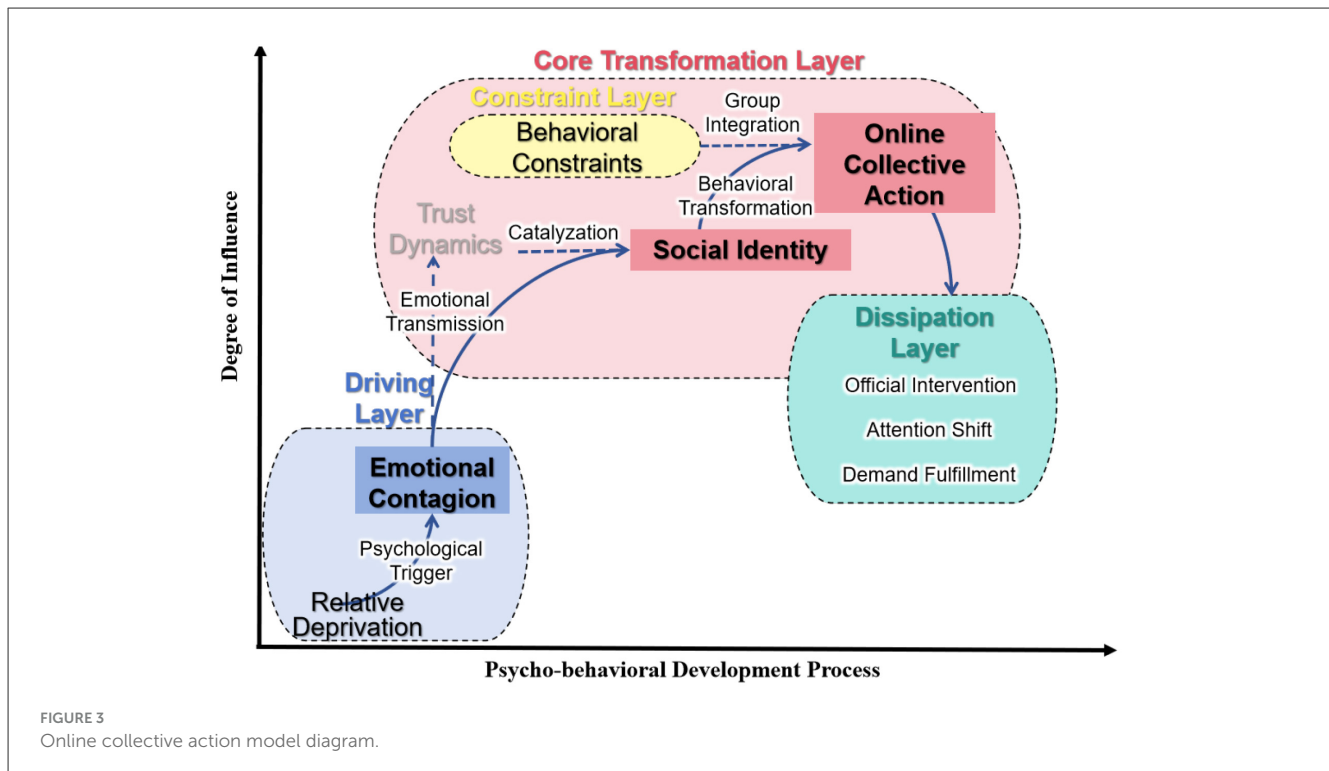 Core Transformation Layer
Constraint Layer
Behavioral
Constraints
Group
Integration
Online
Collective
Action
Behavioral
Transformation
Trust
Dynamics
Catalyzation
Social Identity
Emotional
Transmission
Dissipation
Layer
Official Intervention
Attention Shift
Demand Fulfillment
Driving
Layer
Emotional
Contagion
Psychological
Trigger
Relative
Deprivation
Degree of Influence
Psycho-behavioral Development Process
FIGURE 3
Online collective action model diagram.